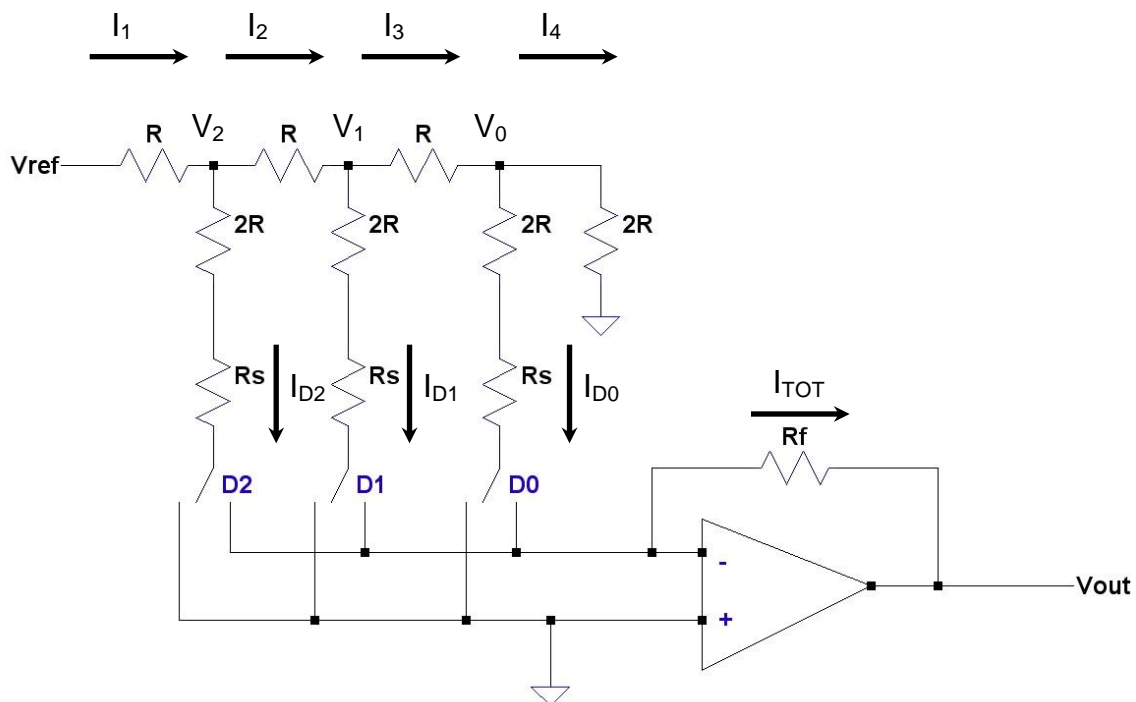 I1 I2 I3 I4
R V2 R V1 R V0
Vref
2R 2R 2R 2R
Rs ID2 Rs ID1 Rs ID0 ITOT
Rf
D2 D1 D0
-
+
Vout